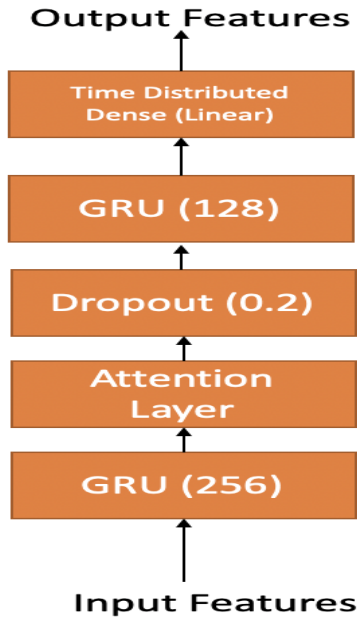 Output Features
Time Distributed
Dense (Linear)
GRU (128)
Dropout (0.2)
Attention
Layer
GRU (256)
Input Features